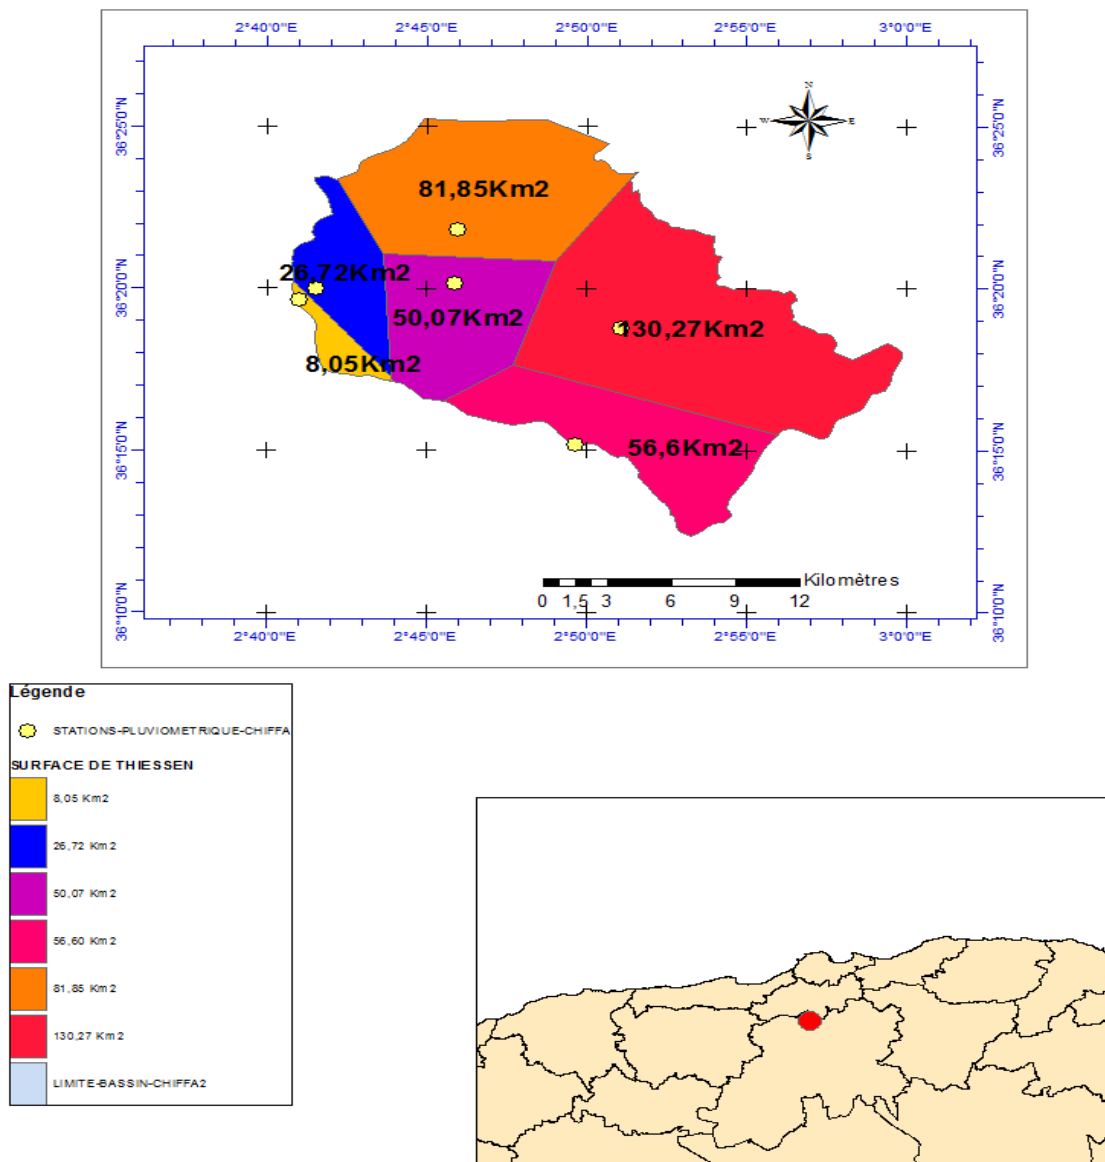 2°40'0"E 2°45'0"E 2°50'0"E 2°55'0"E 3°0'0"E
N
W E
S
36°25'0"N 36°25'0"N
81,85Km2
26,72Km2
36°20'0"N 36°20'0"N
50,07Km2
130,27Km2
8,05Km2
56,6Km2
36°15'0"N 36°15'0"N
Kilomètres
0 1,5 3 6 9 12
36°10'0"N 36°10'0"N
2°40'0"E 2°45'0"E 2°50'0"E 2°55'0"E 3°0'0"E
Légende
STATIONS-PLUVIOMETRIQUE-CHIFFA
SURFACE DE THIESSEN
8,05 Km2
26,72 Km2
50,07 Km2
56,60 Km2
81,85 Km2
130,27 Km2
LIMITE-BASSIN-CHIFFA2